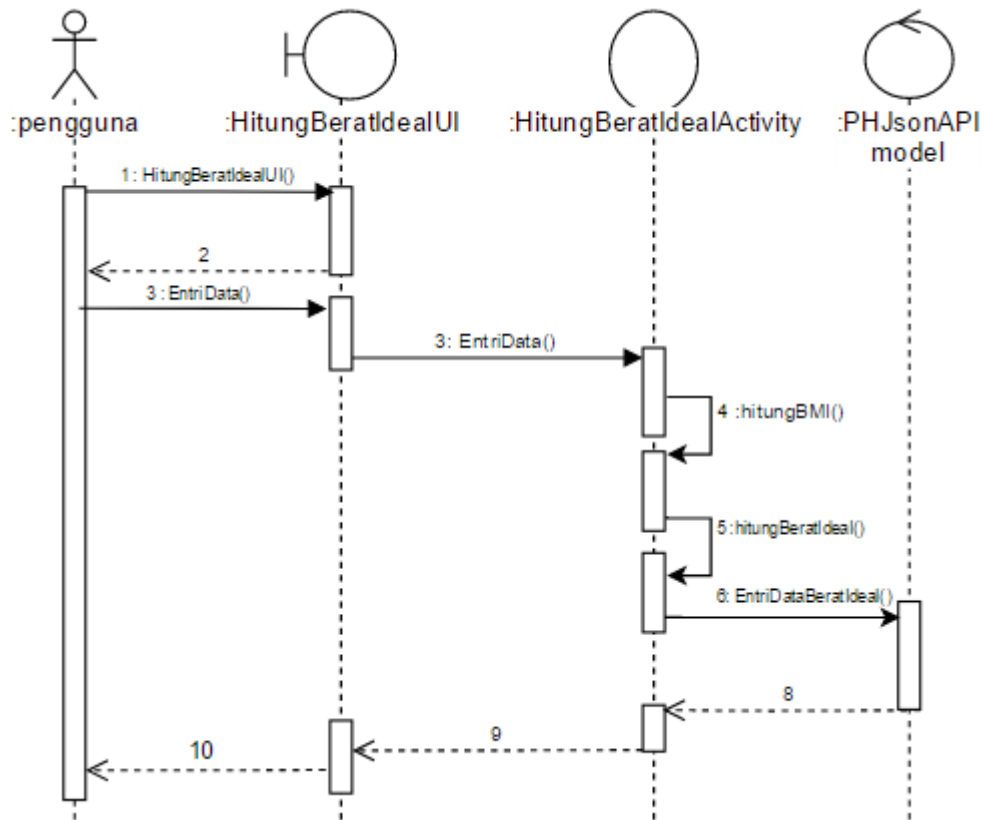 :pengguna
:HitungBeratIdealUI
:HitungBeratIdealActivity
:PHJsonAPI
model
1: HitungBeratIdealUI()
2
3 : EntriData()
3: EntriData()
4 :hitungBMI()
5 :hitungBeratIdeal()
6: EntriDataBeratIdeal()
8
9
10